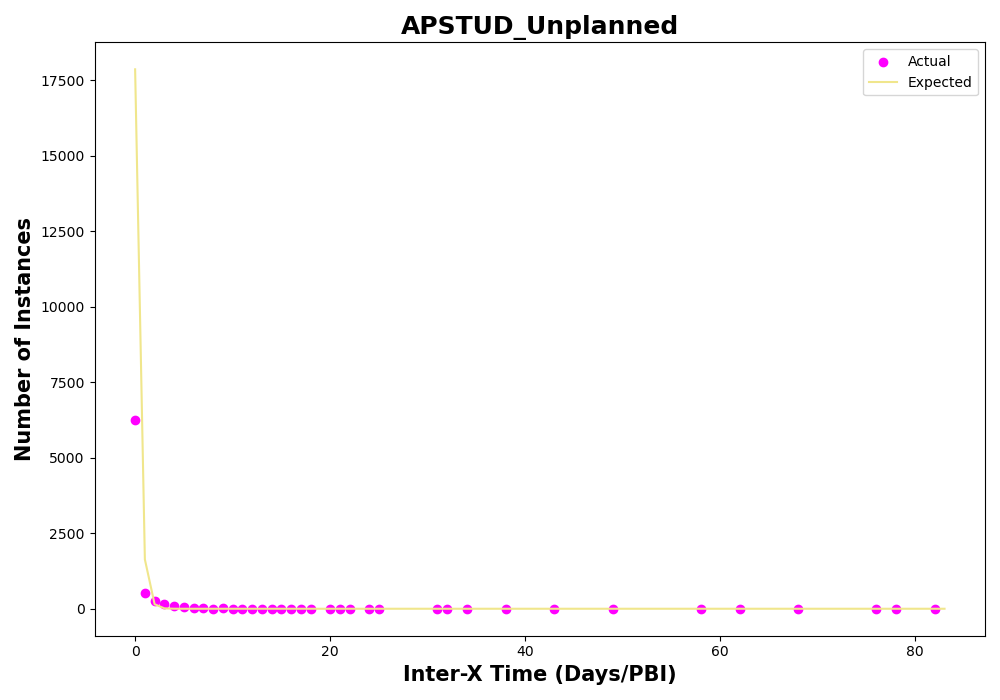 APSTUD_Unplanned
Actual
Expected
Number of Instances
17500
15000
12500
10000
7500
5000
2500
0
0
20
40
60
80
Inter-X Time (Days/PBI)